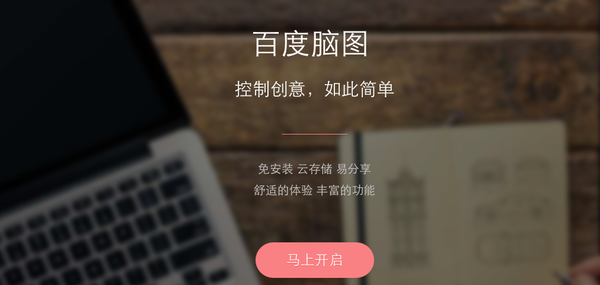 百度脑图
控制创意，如此简单
免安装 云存储 易分享
舒适的体验 丰富的功能
马上开启